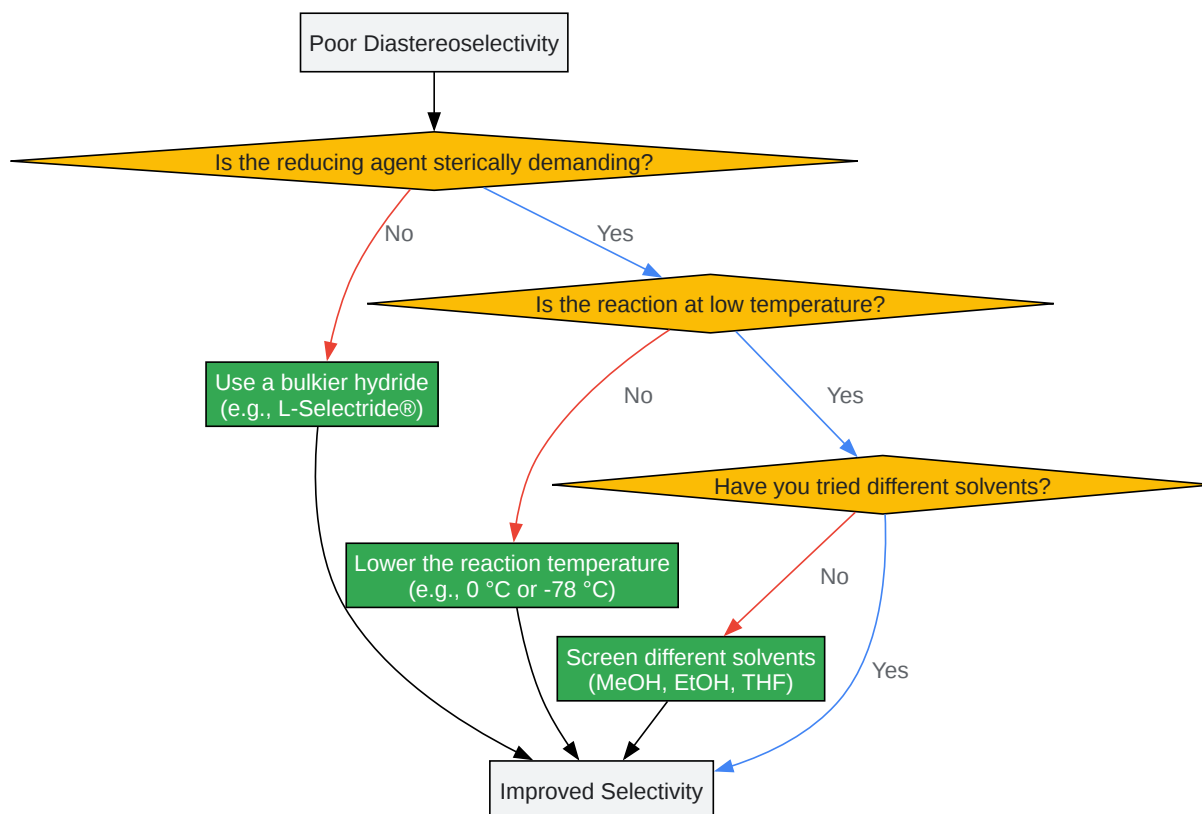 Poor Diastereoselectivity
Is the reducing agent sterically demanding?
No
Yes
Is the reaction at low temperature?
Use a bulkier hydride
(e.g., L-Selectride®)
No
Yes
Have you tried different solvents?
Lower the reaction temperature
(e.g., 0 °C or -78 °C)
No
Screen different solvents
(MeOH, EtOH, THF)
Yes
Improved Selectivity